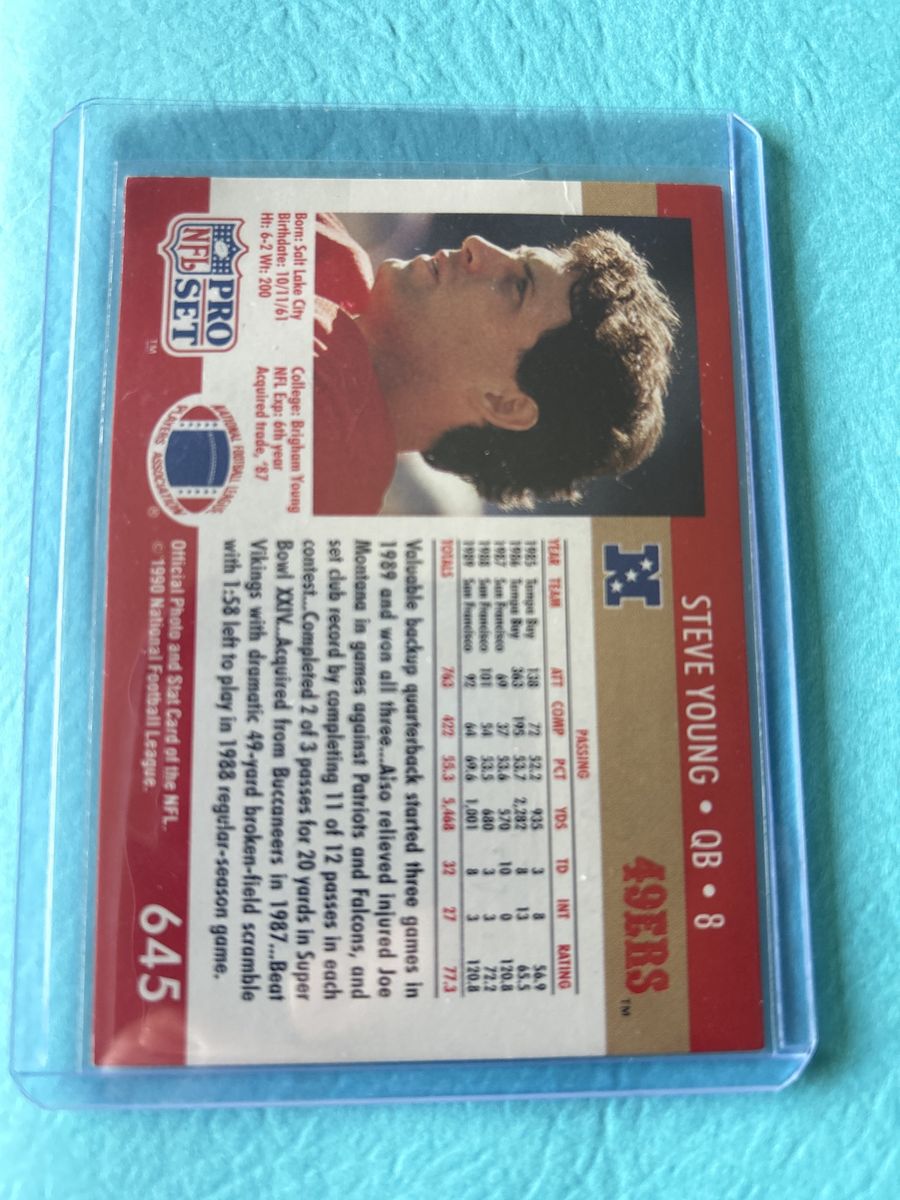 STEVE YOUNG • QB • 8
49ERS™
PASSING
YEAR TEAM ATT COMP PCT YDS TD INT RATING
1985 Tampa Bay 138 72 52.2 935 3 8 56.9
1986 Tampa Bay 363 195 53.7 2,282 8 13 65.5
1987 San Francisco 69 37 53.6 570 10 0 120.8
1988 San Francisco 101 54 53.5 680 3 3 72.2
1989 San Francisco 92 64 69.6 1,001 8 3 120.8
TOTALS 763 422 55.3 5,468 32 27 77.3
Valuable backup quarterback started three games in
1989 and won all three...Also relieved injured Joe
Montana in games against Patriots and Falcons, and
set club record by completing 11 of 12 passes in each
contest...Completed 2 of 3 passes for 20 yards in Super
Bowl XXIV...Acquired from Buccaneers in 1987...Beat
Vikings with dramatic 49-yard broken-field scramble
with 1:58 left to play in 1988 regular-season game.
Born: Salt Lake City
Birthdate: 10/11/61
Ht: 6-2 Wt: 200
College: Brigham Young
NFL Exp: 6th year
Acquired trade, '87
PRO
NFL SET
TM
NATIONAL FOOTBALL LEAGUE
PLAYERS ASSOCIATION
®
Official Photo and Stat Card of the NFL.
© 1990 National Football League.
645